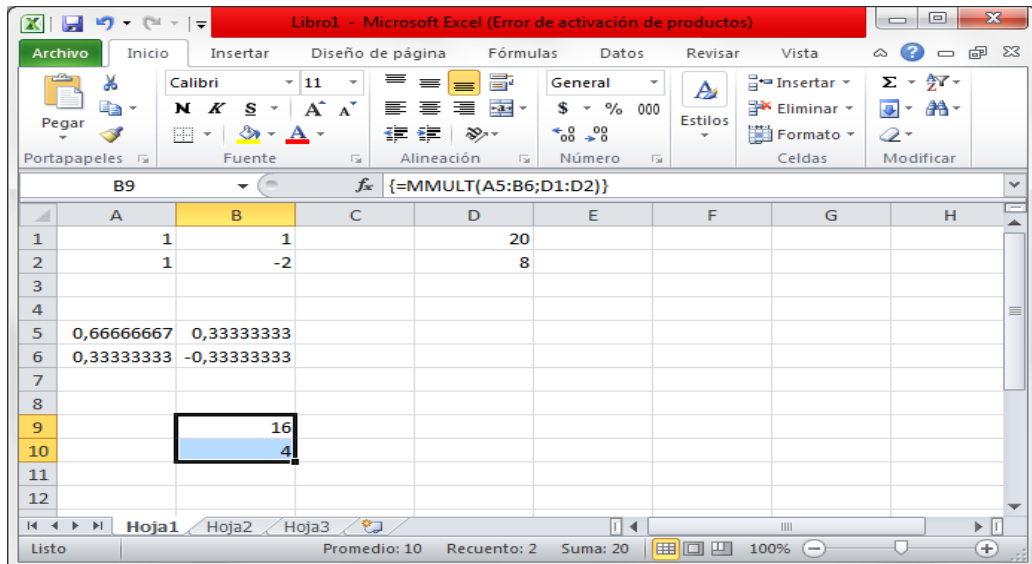 Libro1 - Microsoft Excel (Error de activación de productos)
Archivo Inicio Insertar Diseño de página Fórmulas Datos Revisar Vista
Pegar
Portapapeles
Calibri 11
N K S A A A
Fuente
Alineación
General
$ % 000
,0 ,00 ,00 ,0
Número
Estilos
Insertar
Eliminar
Formato
Celdas
Σ
Modificar
B9 fx {=MMULT(A5:B6;D1:D2)}
A B C D E F G H
1 1 1 20
2 1 -2 8
3
4
5 0,66666667 0,33333333
6 0,33333333 -0,33333333
7
8
9 16
10 4
11
12
Hoja1 Hoja2 Hoja3
Listo Promedio: 10 Recuento: 2 Suma: 20 100%